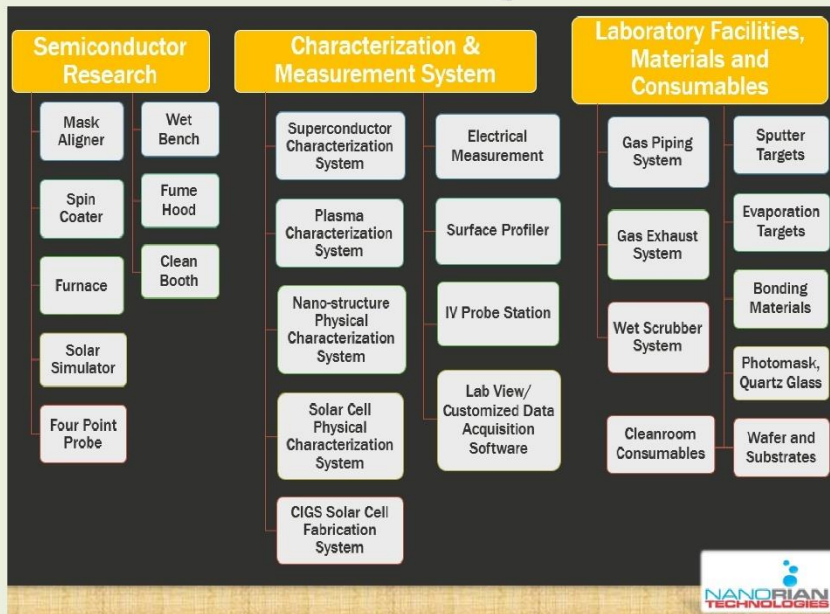 Semiconductor
Research
Mask
Aligner
Wet
Bench
Spin
Coater
Fume
Hood
Furnace
Clean
Booth
Solar
Simulator
Four Point
Probe
Characterization &
Measurement System
Superconductor
Characterization
System
Electrical
Measurement
Plasma
Characterization
System
Surface Profiler
Nano-structure
Physical
Characterization
System
IV Probe Station
Solar Cell
Physical
Characterization
System
Lab View/
Customized Data
Acquisition
Software
CIGS Solar Cell
Fabrication
System
Laboratory Facilities,
Materials and
Consumables
Gas Piping
System
Sputter
Targets
Gas Exhaust
System
Evaporation
Targets
Wet Scrubber
System
Bonding
Materials
Photomask,
Quartz Glass
Cleanroom
Consumables
Wafer and
Substrates
NANORIAN
TECHNOLOGIES